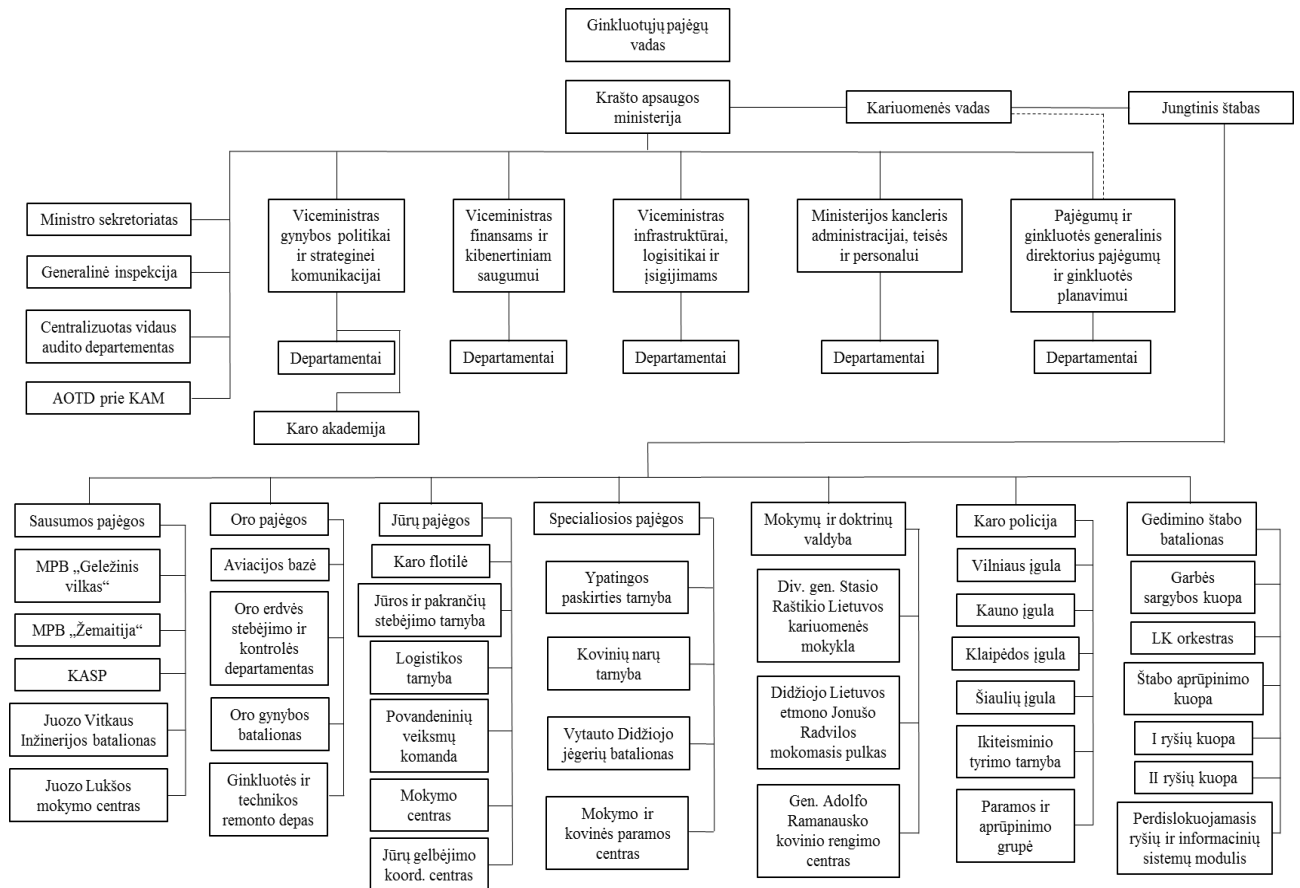 Ginkluotųjų pajėgų
vadas
Krašto apsaugos
ministerija
Kariuomenės vadas
Jungtinis štabas
Ministro sekretoriatas
Generalinė inspekcija
Centralizuotas vidaus
audito departementas
AOTD prie KAM
Viceministras
gynybos politikai
ir strateginei
komunikacijai
Departamentai
Karo akademija
Viceministras
finansams ir
kibenertiniam
saugumui
Departamentai
Viceministras
infrastruktūrai,
logisitikai ir
įsigijimams
Departamentai
Ministerijos kancleris
administracijai, teisės
ir personalui
Departamentai
Pajėgumų ir
ginkluotės generalinis
direktorius pajėgumų
ir ginkluotės
planavimui
Departamentai
Sausumos pajėgos
MPB „Geležinis
vilkas“
MPB „Žemaitija“
KASP
Juozo Vitkaus
Inžinerijos batalionas
Juozo Lukšos
mokymo centras
Oro pajėgos
Aviacijos bazė
Oro erdvės
stebėjimo ir
kontrolės
departamentas
Oro gynybos
batalionas
Ginkluotės ir
technikos
remonto depas
Jūrų pajėgos
Karo flotilė
Jūros ir pakrančių
stebėjimo tarnyba
Logistikos
tarnyba
Povandeninių
veiksmų
komanda
Mokymo
centras
Jūrų gelbėjimo
koord. centras
Specialiosios pajėgos
Ypatingos
paskirties tarnyba
Kovinių narų
tarnyba
Vytauto Didžiojo
jėgerių batalionas
Mokymo ir
kovinės paramos
centras
Mokymų ir doktrinų
valdyba
Div. gen. Stasio
Raštikio Lietuvos
kariuomenės
mokykla
Didžiojo Lietuvos
etmono Jonušo
Radvilos
mokomasis pulkas
Gen. Adolfo
Ramanausko
kovinio rengimo
centras
Karo policija
Vilniaus įgula
Kauno įgula
Klaipėdos įgula
Šiaulių įgula
Ikiteisminio
tyrimo tarnyba
Paramos ir
aprūpinimo
grupė
Gedimino štabo
batalionas
Garbės
sargybos kuopa
LK orkestras
Štabo aprūpinimo
kuopa
I ryšių kuopa
II ryšių kuopa
Perdislokuojamasis
ryšių ir informacinių
sistemų modulis